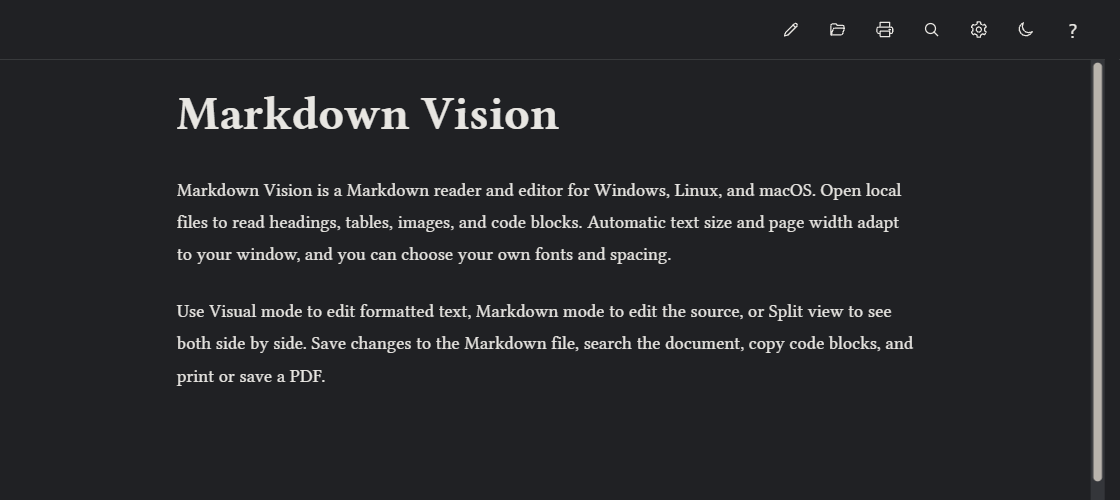 ?
Markdown Vision
Markdown Vision is a Markdown reader and editor for Windows, Linux, and macOS. Open local
files to read headings, tables, images, and code blocks. Automatic text size and page width adapt
to your window, and you can choose your own fonts and spacing.
Use Visual mode to edit formatted text, Markdown mode to edit the source, or Split view to see
both side by side. Save changes to the Markdown file, search the document, copy code blocks, and
print or save a PDF.